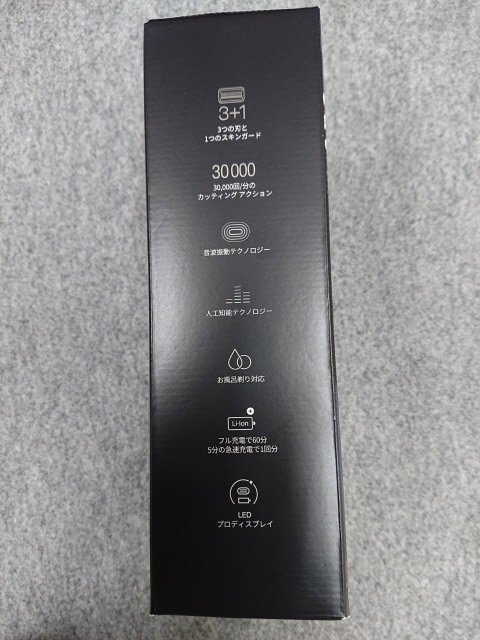 3+1
3つの刃と
1つのスキンガード
30000
30,000回/分の
カッティング アクション
音波振動テクノロジー
人工知能テクノロジー
お風呂剃り対応
Li-Ion
フル充電で60分
5分の急速充電で1回分
LED
プロディスプレイ